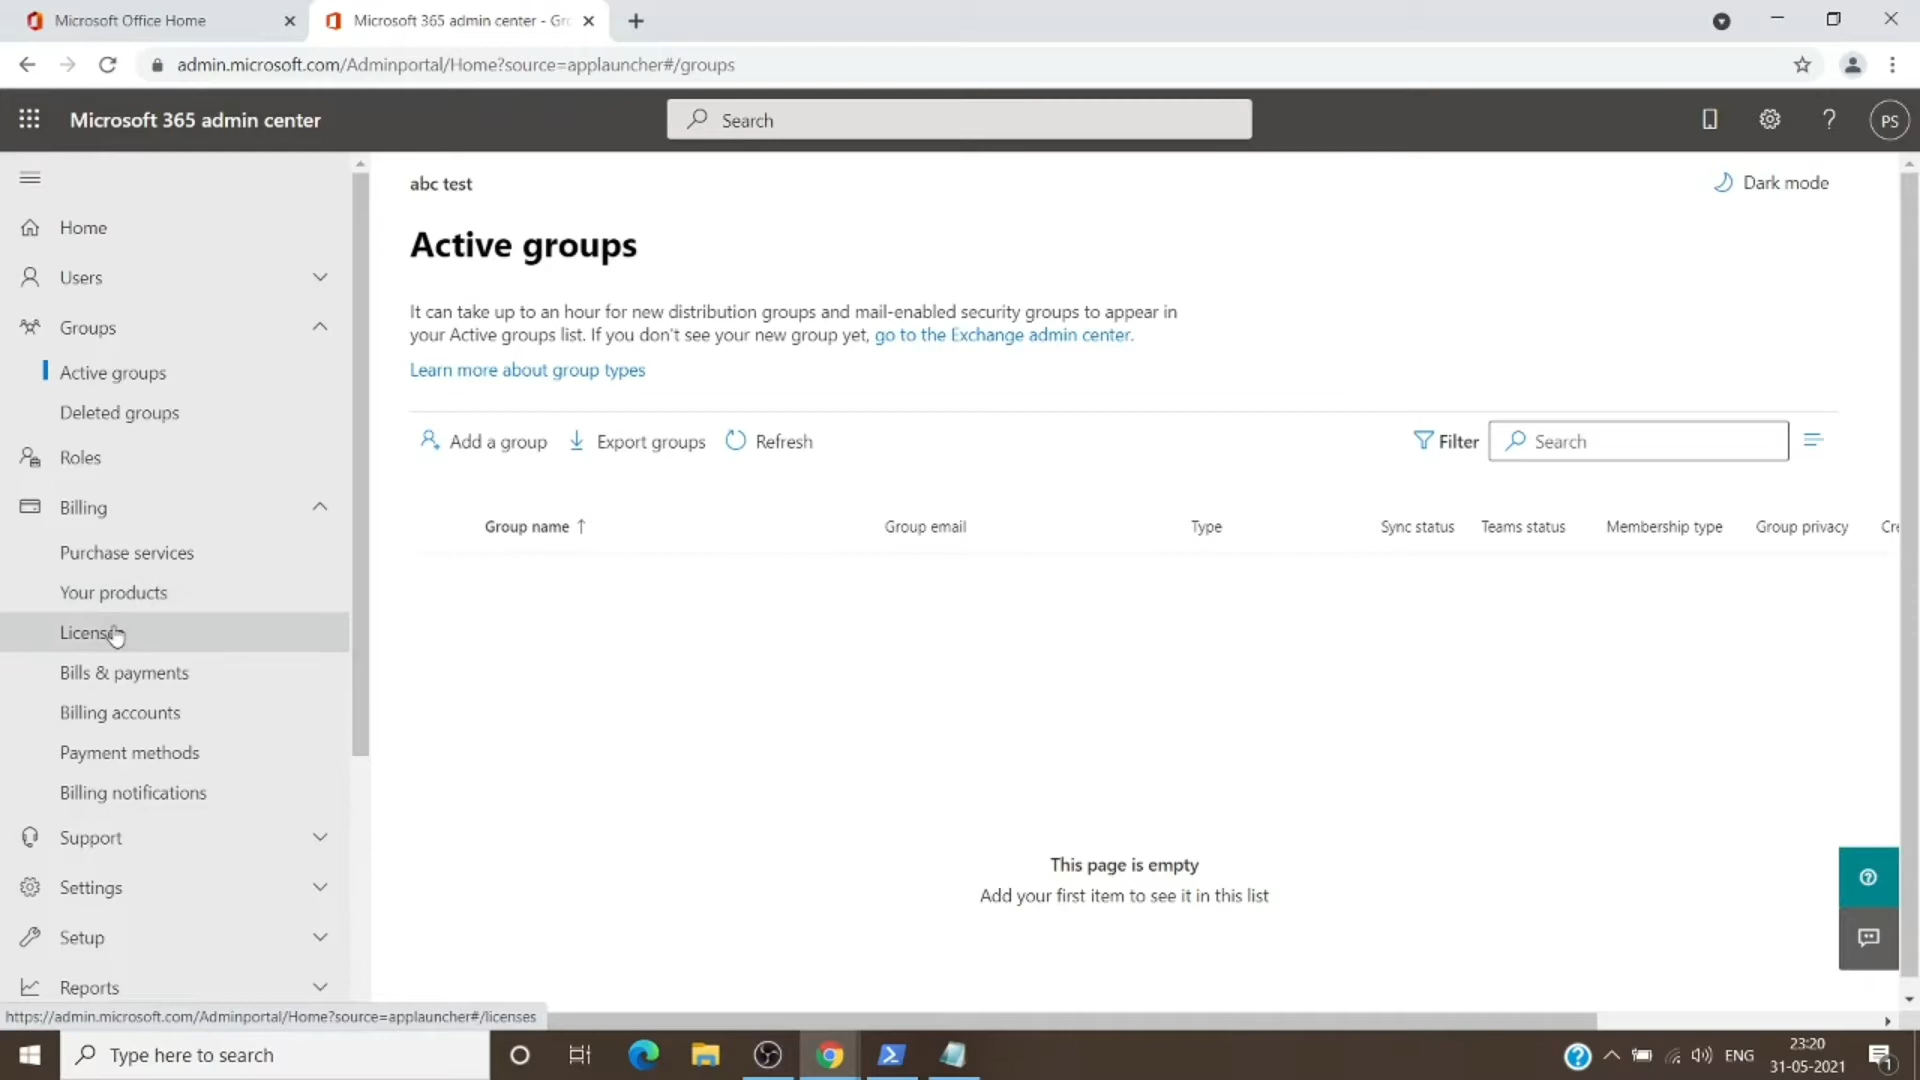 Microsoft Office Home
Microsoft 365 admin center - Gr
admin.microsoft.com/Adminportal/Home?source=applauncher#/groups
Microsoft 365 admin center
Search
PS
abc test
Dark mode
Home
Users
Groups
Active groups
Deleted groups
Roles
Billing
Purchase services
Your products
Licenses
Bills & payments
Billing accounts
Payment methods
Billing notifications
Support
Settings
Setup
Reports
Active groups
It can take up to an hour for new distribution groups and mail-enabled security groups to appear in
your Active groups list. If you don't see your new group yet, go to the Exchange admin center.
Learn more about group types
Add a group
Export groups
Refresh
Filter
Search
Group name ↑
Group email
Type
Sync status
Teams status
Membership type
Group privacy
Cre
This page is empty
Add your first item to see it in this list
https://admin.microsoft.com/Adminportal/Home?source=applauncher#/licenses
Type here to search
ENG
23:20
31-05-2021
1